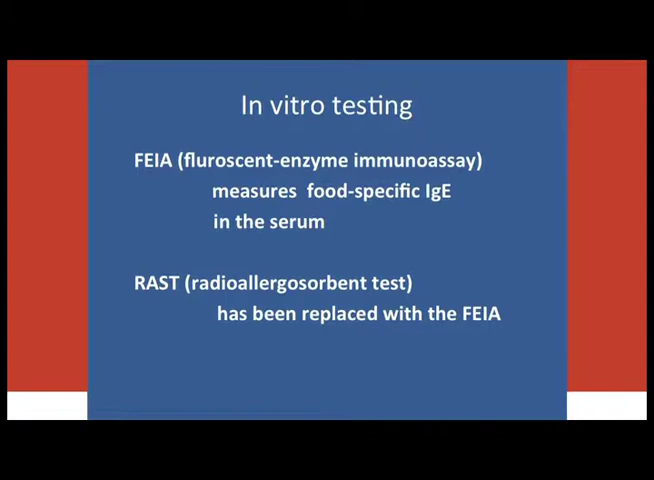 In vitro testing
FEIA (fluroscent-enzyme immunoassay)
measures food-specific IgE
in the serum
RAST (radioallergosorbent test)
has been replaced with the FEIA